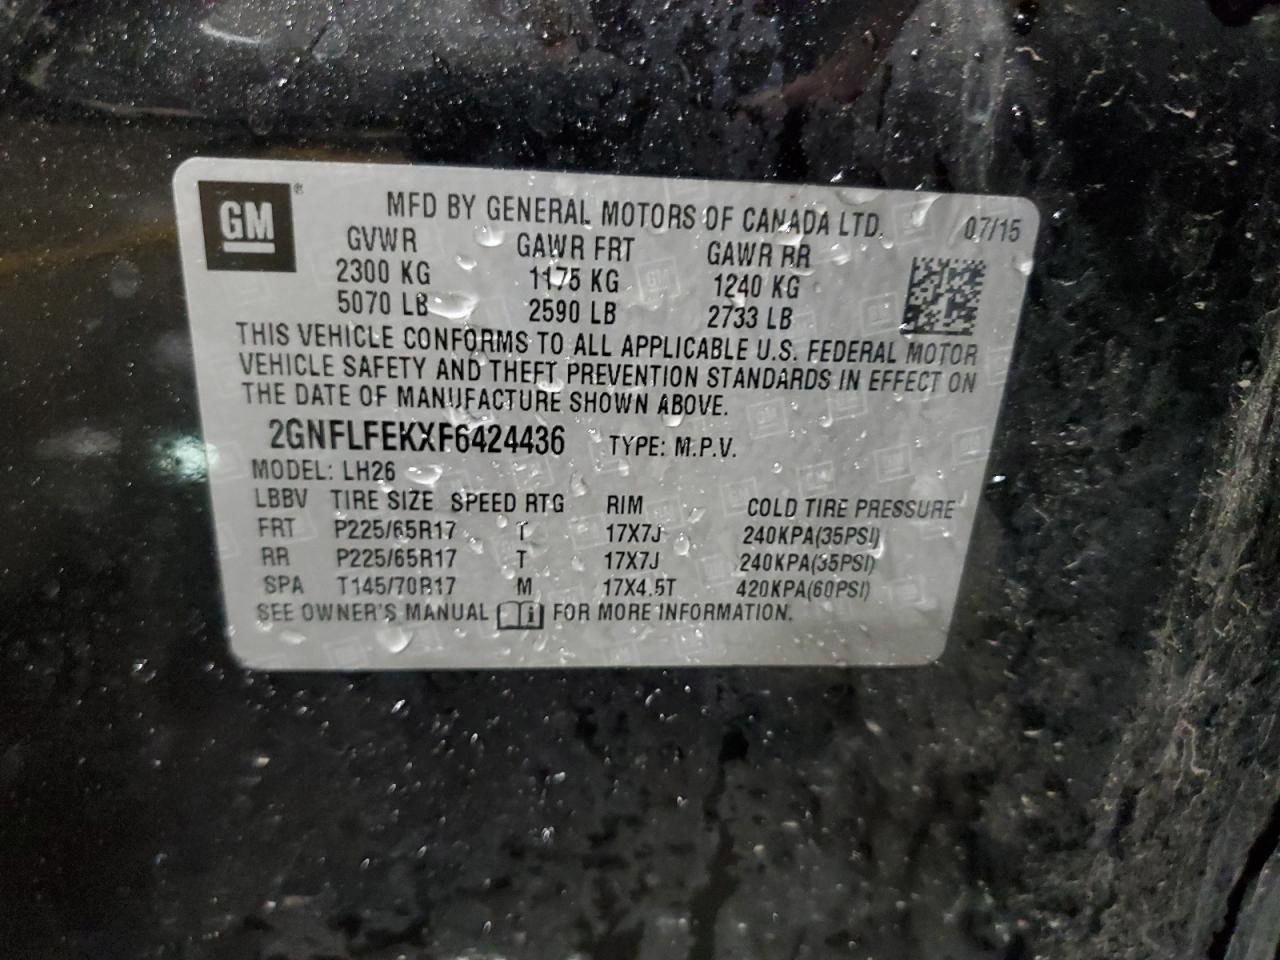 GM ®
MFD BY GENERAL MOTORS OF CANADA LTD. 07/15
GVWR GAWR FRT GAWR RR
2300 KG 1175 KG 1240 KG
5070 LB 2590 LB 2733 LB
THIS VEHICLE CONFORMS TO ALL APPLICABLE U.S. FEDERAL MOTOR
VEHICLE SAFETY AND THEFT PREVENTION STANDARDS IN EFFECT ON
THE DATE OF MANUFACTURE SHOWN ABOVE.
2GNFLFEKXF6424436 TYPE: M.P.V.
MODEL: LH26
LBBV TIRE SIZE SPEED RTG RIM COLD TIRE PRESSURE
FRT P225/65R17 T 17X7J 240KPA(35PSI)
RR P225/65R17 T 17X7J 240KPA(35PSI)
SPA T145/70R17 M 17X4.5T 420KPA(60PSI)
SEE OWNER'S MANUAL i FOR MORE INFORMATION.